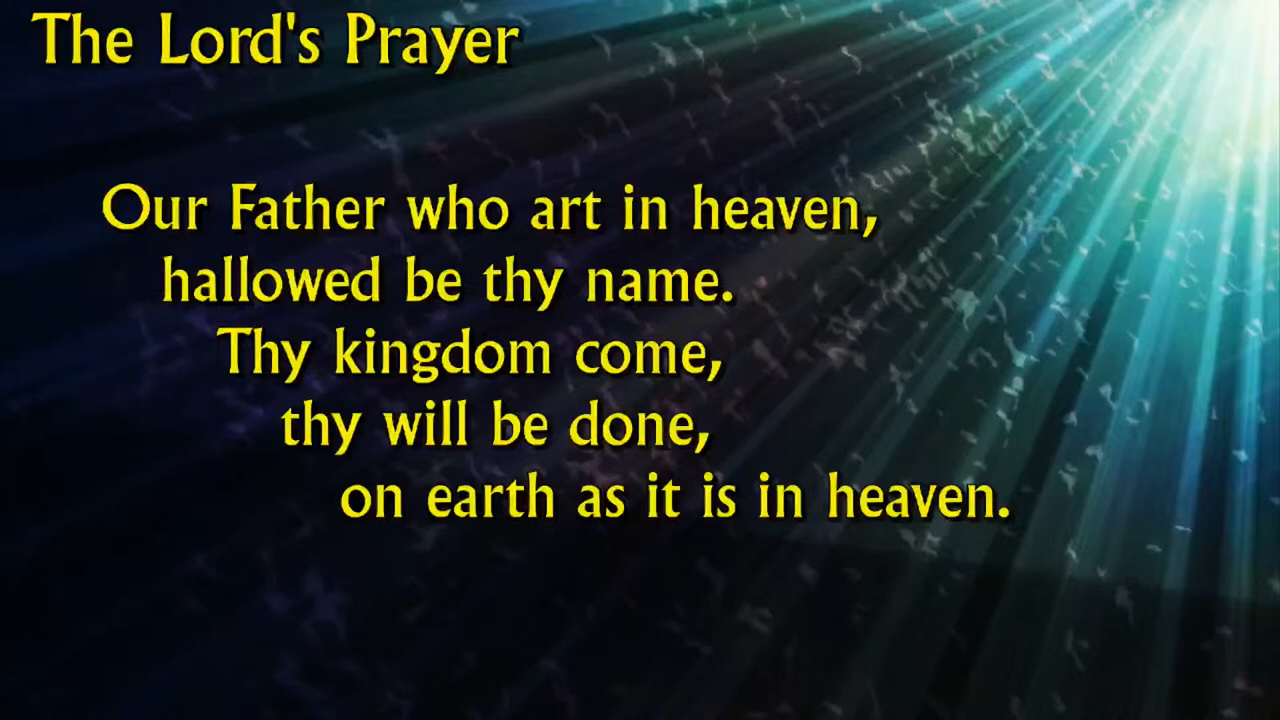 The Lord's Prayer
Our Father who art in heaven,
hallowed be thy name.
Thy kingdom come,
thy will be done,
on earth as it is in heaven.